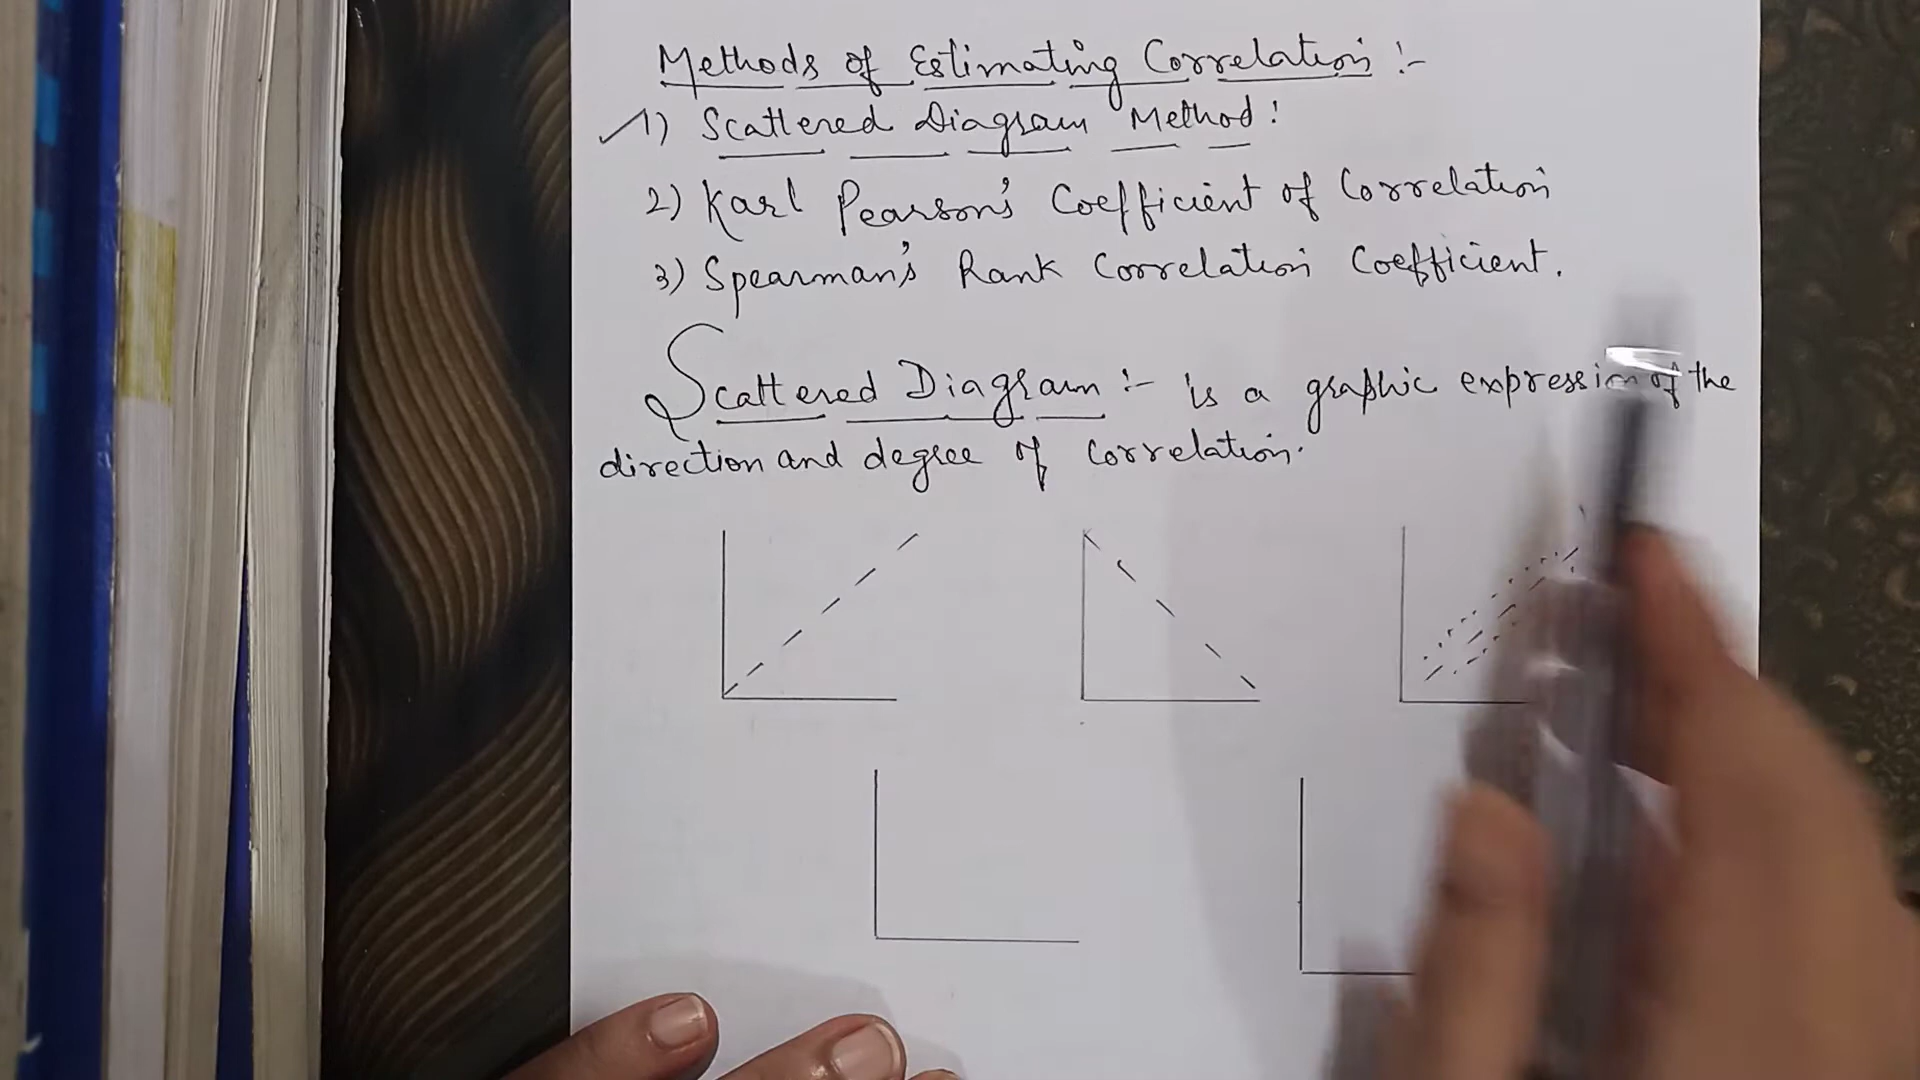 Methods of Estimating Correlation :-
1) Scattered Diagram Method :
2) Karl Pearson's Coefficient of Correlation
3) Spearman's Rank Correlation Coefficient.
Scattered Diagram :- is a graphic expression of the
direction and degree of Correlation.